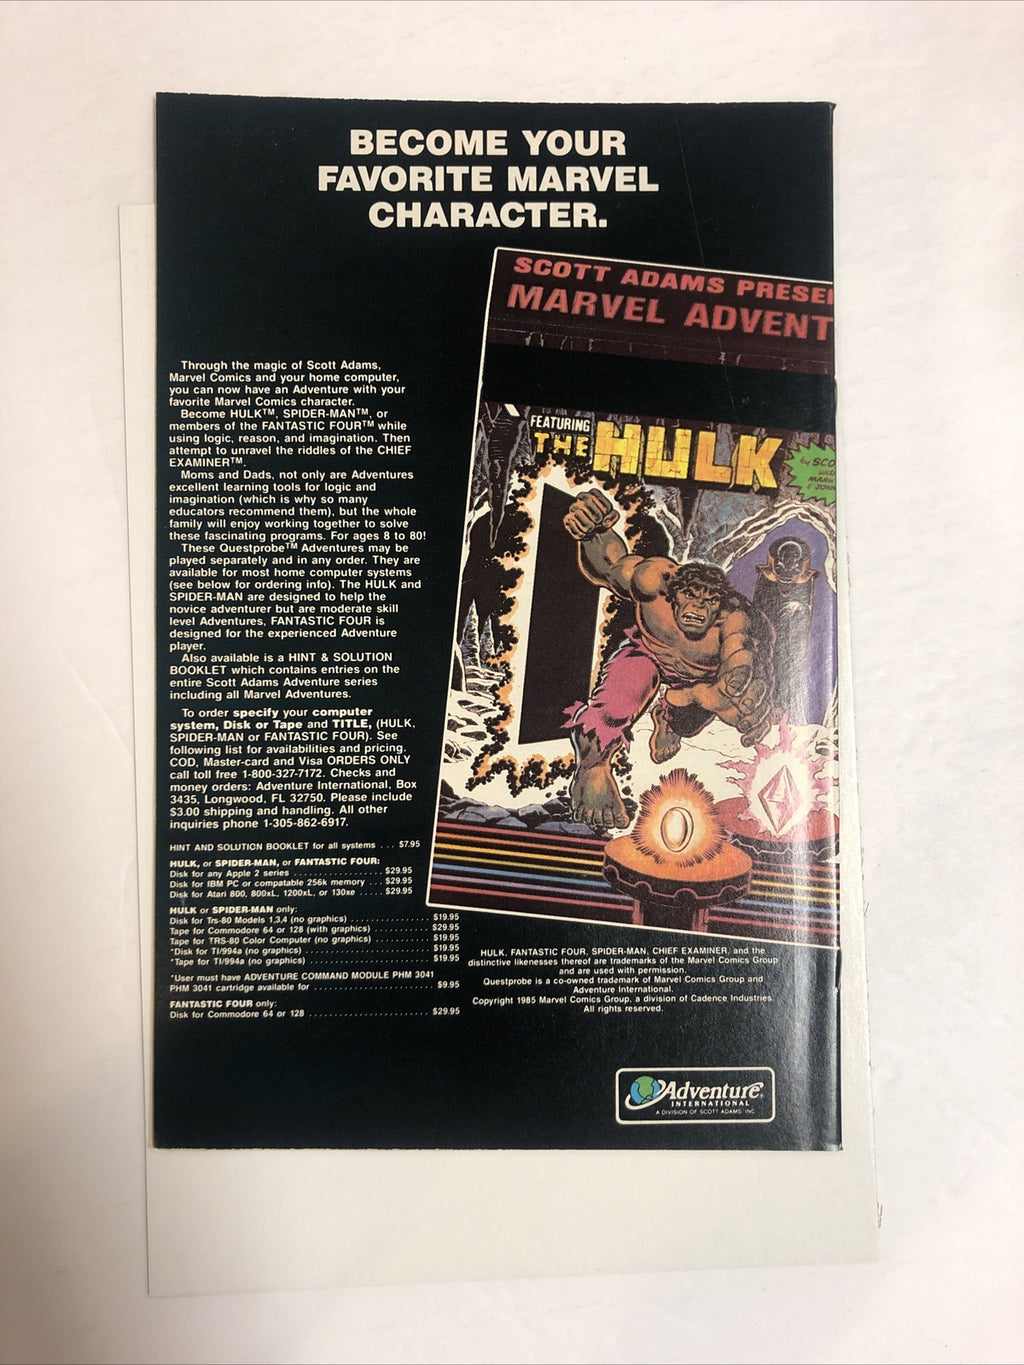 BECOME YOUR
FAVORITE MARVEL
CHARACTER.
SCOTT ADAMS
MARVEL
FEATURING
THE HULK
by
Through the magic of Scott Adams,
Marvel Comics and your home computer,
you can now have an Adventure with your
favorite Marvel Comics character.
Become HULK™, SPIDER-MAN™, or
members of the FANTASTIC FOUR™ while
using logic, reason, and imagination. Then
attempt to unravel the riddles of the CHIEF
EXAMINER™.
Moms and Dads, not only are Adventures
excellent learning tools for logic and
imagination (which is why so many
educators recommend them), but the whole
family will enjoy working together to solve
these fascinating programs. For ages 8 to 80!
These Questprobe™ Adventures may be
played separately and in any order. They are
available for most home computer systems
(see below for ordering info). The HULK and
SPIDER-MAN are designed to help the
novice adventurer but are moderate skill
level Adventures, FANTASTIC FOUR is
designed for the experienced Adventure
player.
Also available is a HINT & SOLUTION
BOOKLET which contains entries on the
entire Scott Adams Adventure series
including all Marvel Adventures.
To order specify your computer
system, Disk or Tape and TITLE, (HULK,
SPIDER-MAN or FANTASTIC FOUR). See
following list for availabilities and pricing.
COD, Master-card and Visa ORDERS ONLY
call toll free 1-800-327-7172. Checks and
money orders: Adventure International, Box
3435, Longwood, FL 32750. Please include
$3.00 shipping and handling. All other
inquiries phone 1-305-862-6917.
HINT AND SOLUTION BOOKLET for all systems ... $7.95
HULK, or SPIDER-MAN, or FANTASTIC FOUR:
Disk for any Apple 2 series .................. $29.95
Disk for IBM PC or compatable 256k memory ... $29.95
Disk for Atari 800, 800xL, 1200xL, or 130xe .... $29.95
HULK or SPIDER-MAN only:
Disk for Trs-80 Models 1,3,4 (no graphics) ................ $19.95
Tape for Commodore 64 or 128 (with graphics) ............ $29.95
Tape for TRS-80 Color Computer (no graphics) ............ $19.95
*Disk for TI/994a (no graphics) ........................ $19.95
*Tape for TI/994a (no graphics) ........................ $19.95
*User must have ADVENTURE COMMAND MODULE PHM 3041
PHM 3041 cartridge available for ....................... $9.95
FANTASTIC FOUR only:
Disk for Commodore 64 or 128 ........................ $29.95
HULK, FANTASTIC FOUR, SPIDER-MAN, CHIEF EXAMINER, and the
distinctive likenesses thereof are trademarks of the Marvel Comics Group
and are used with permission.
Questprobe is a co-owned trademark of Marvel Comics Group and
Adventure International.
Copyright 1985 Marvel Comics Group, a division of Cadence Industries.
All rights reserved.
Adventure®
INTERNATIONAL
A DIVISION OF SCOTT ADAMS, INC